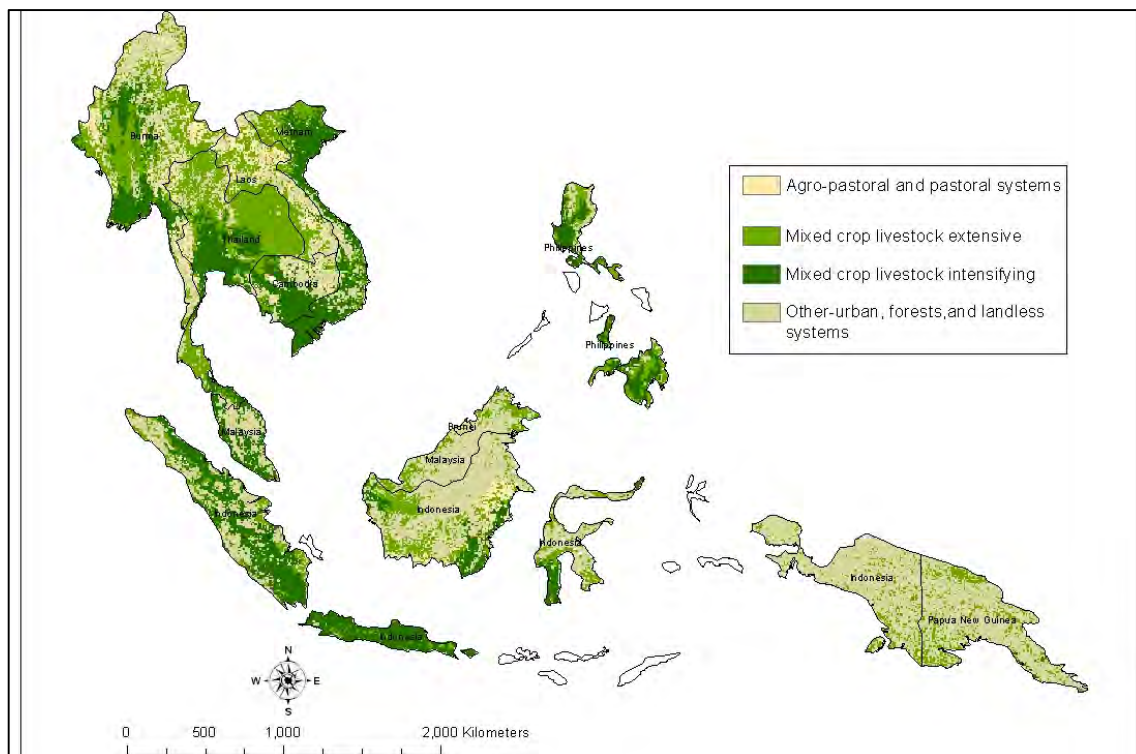 Burma
Vietnam
Laos
Thailand
Cambodia
Philippines
Philippines
Malaysia
Brunei
Malaysia
Indonesia
Indonesia
Indonesia
Indonesia
Indonesia
Papua New Guinea
Agro-pastoral and pastoral systems
Mixed crop livestock extensive
Mixed crop livestock intensifying
Other-urban, forests,and landless
systems
N
W E
S
0 500 1,000 2,000 Kilometers